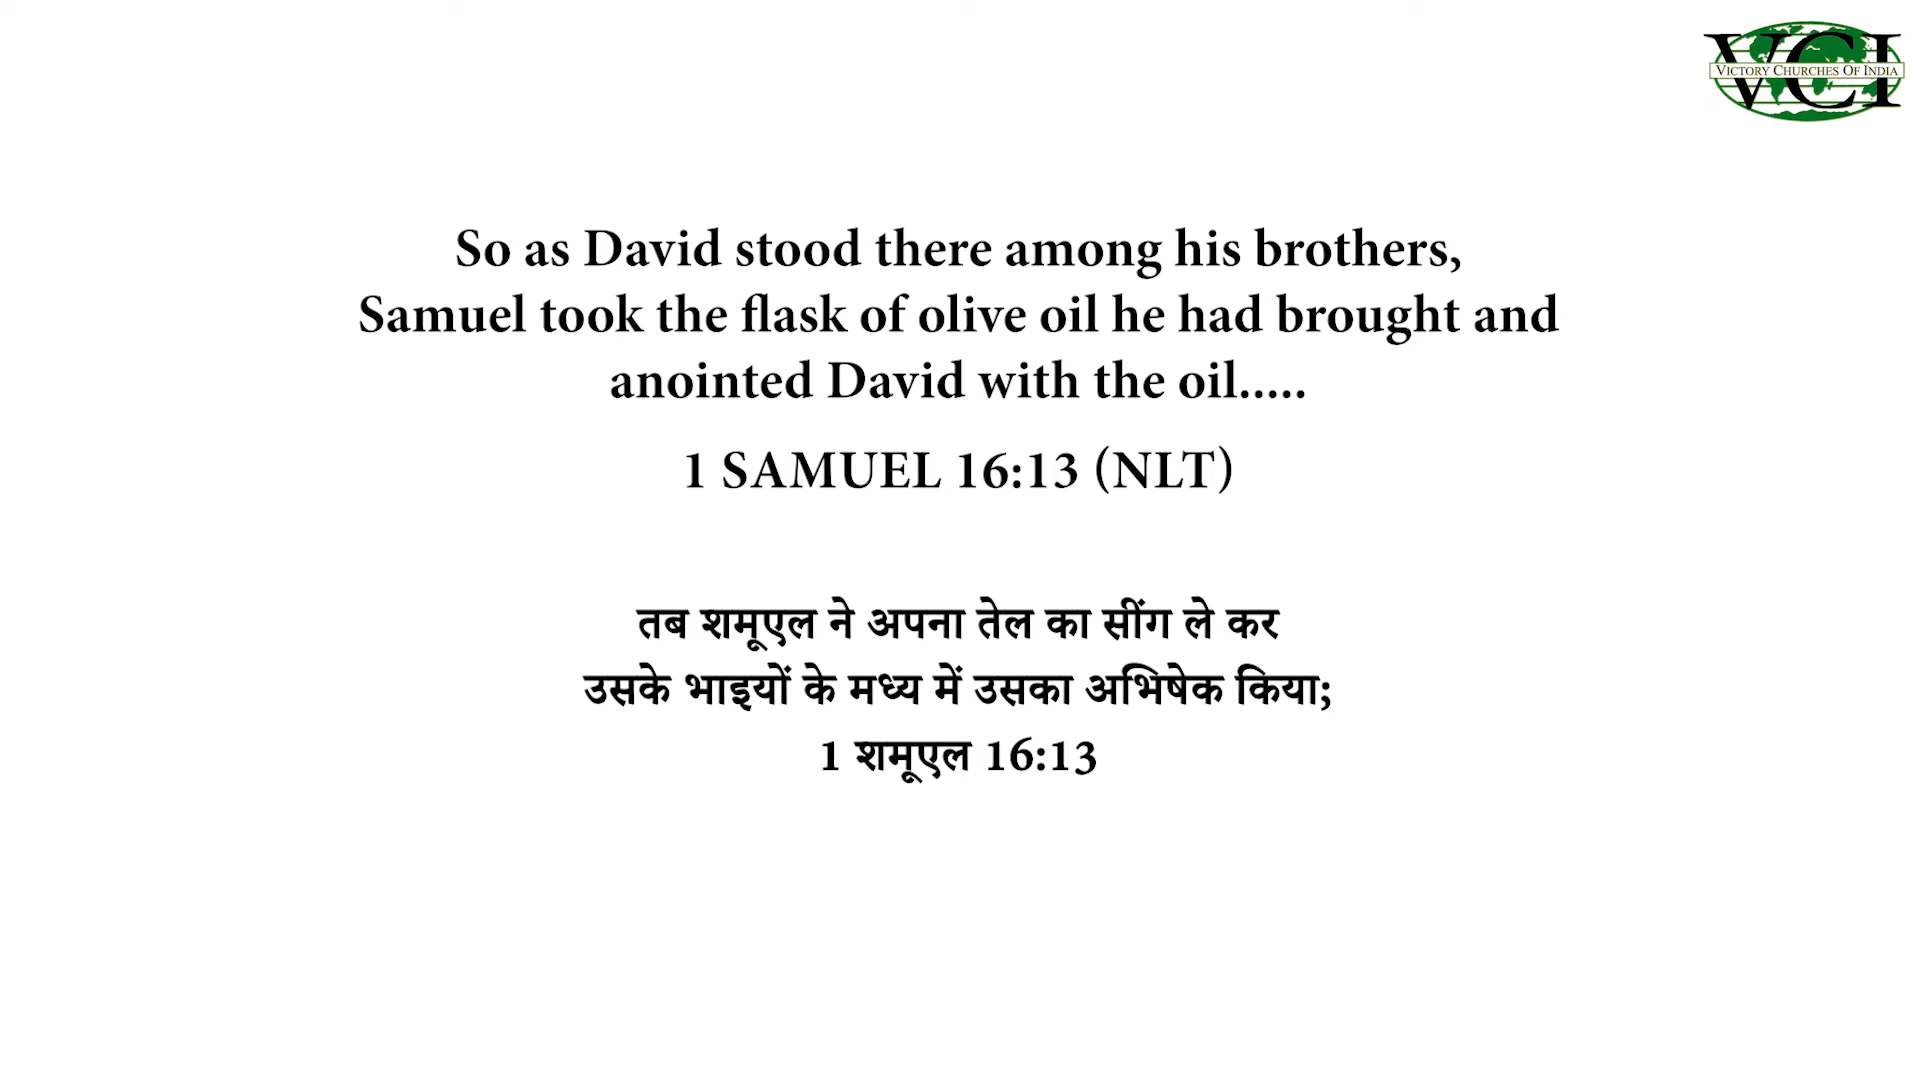 VCI
VICTORY CHURCHES OF INDIA
So as David stood there among his brothers,
Samuel took the flask of olive oil he had brought and
anointed David with the oil.....
1 SAMUEL 16:13 (NLT)
तब शमूएल ने अपना तेल का सींग ले कर
उसके भाइयों के मध्य में उसका अभिषेक किया;
1 शमूएल 16:13